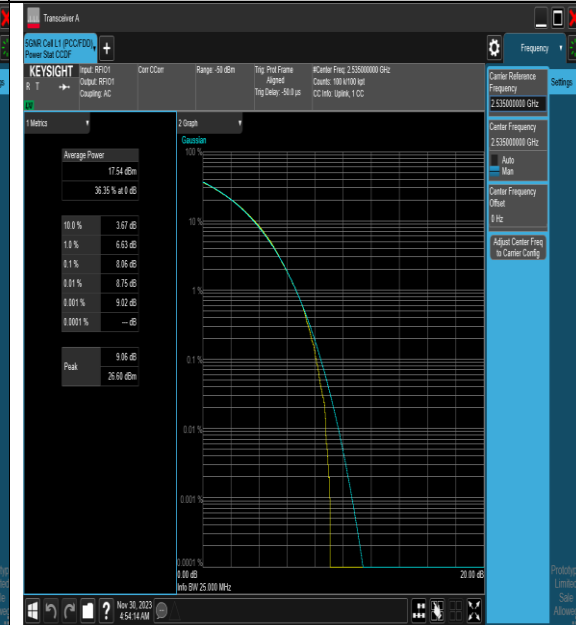 Transceiver A
5GNR Cell L1 (PCC/FDD),
Power Stat CCDF
Frequency
KEYSIGHT
R T
LV
Input: RFIO1
Output: RFIO1
Coupling: AC
Corr CCorr
Range: -50 dBm
Trig: Prot Frame
Aligned
Trig Delay: -50.0 µs
#Center Freq: 2.535000000 GHz
Counts: 100 k/100 kpt
CC Info: Uplink, 1 CC
Carrier Reference
Frequency
2.535000000 GHz
Settings
Center Frequency
2.535000000 GHz
Auto
Man
Center Frequency
Offset
0 Hz
Adjust Center Freq
to Carrier Config
1 Metrics
Average Power
17.54 dBm
36.35 % at 0 dB
10.0 % 3.67 dB
1.0 % 6.63 dB
0.1 % 8.06 dB
0.01 % 8.75 dB
0.001 % 9.02 dB
0.0001 % --- dB
Peak
9.06 dB
26.60 dBm
2 Graph
Gaussian
100 %
10 %
1 %
0.1 %
0.01 %
0.001 %
0.0001 %
0.00 dB
20.00 dB
Info BW 25.000 MHz
Nov 30, 2023
4:54:14 AM
Prototyp
Limited
Sale
Allowe